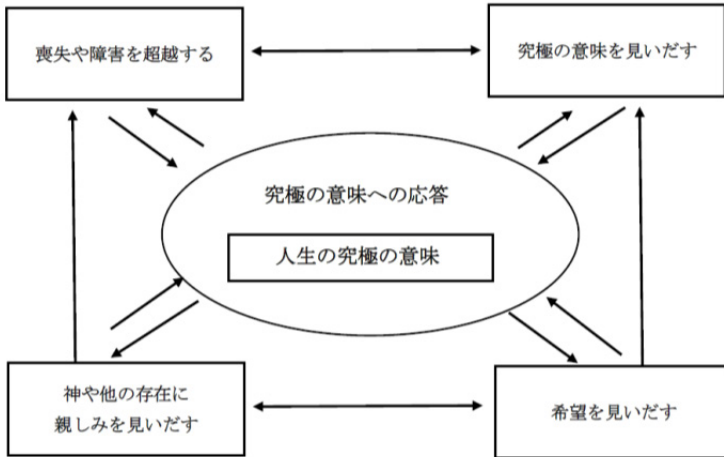 喪失や障害を超越する
究極の意味を見いだす
究極の意味への応答
人生の究極の意味
神や他の存在に
親しみを見いだす
希望を見いだす